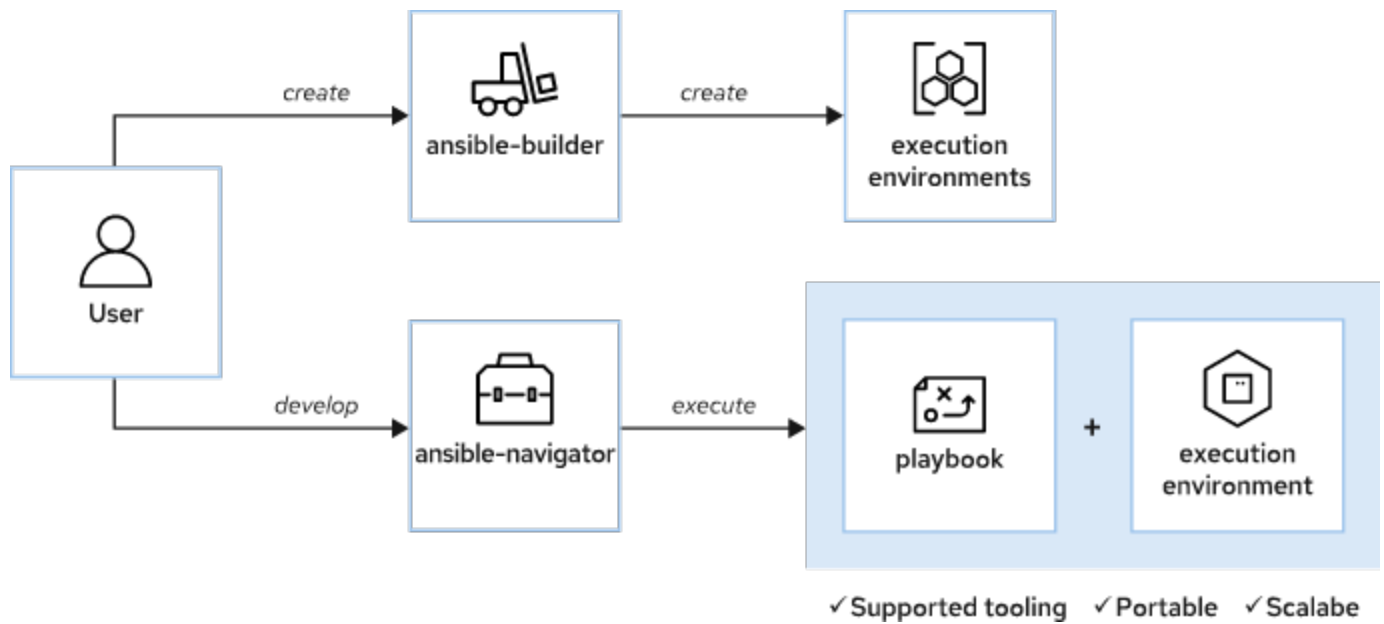 create
create
ansible-builder
execution
environments
User
develop
execute
ansible-navigator
playbook
+
execution
environment
✓Supported tooling ✓Portable ✓Scalabe